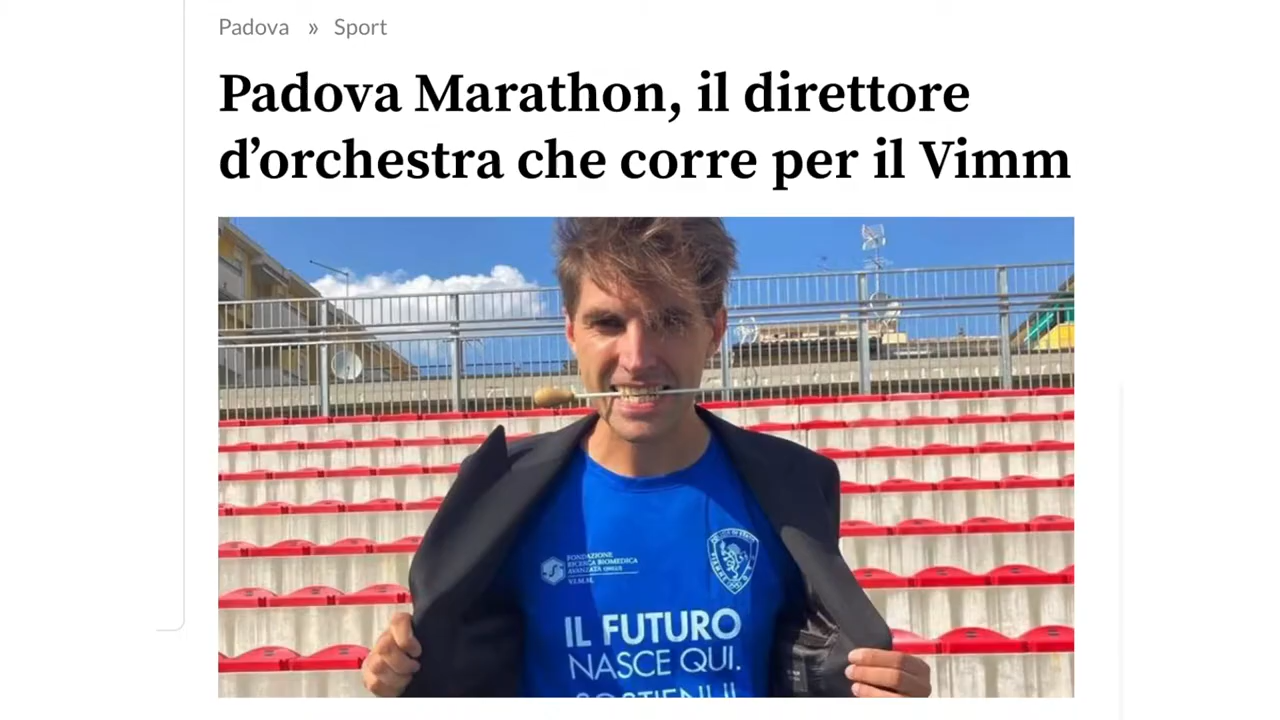 Padova » Sport
Padova Marathon, il direttore
d’orchestra che corre per il Vimm
FONDAZIONE
RICERCA BIOMEDICA
AVANZATA ONLUS
V.I.M.M.
IL FUTURO
NASCE QUI.